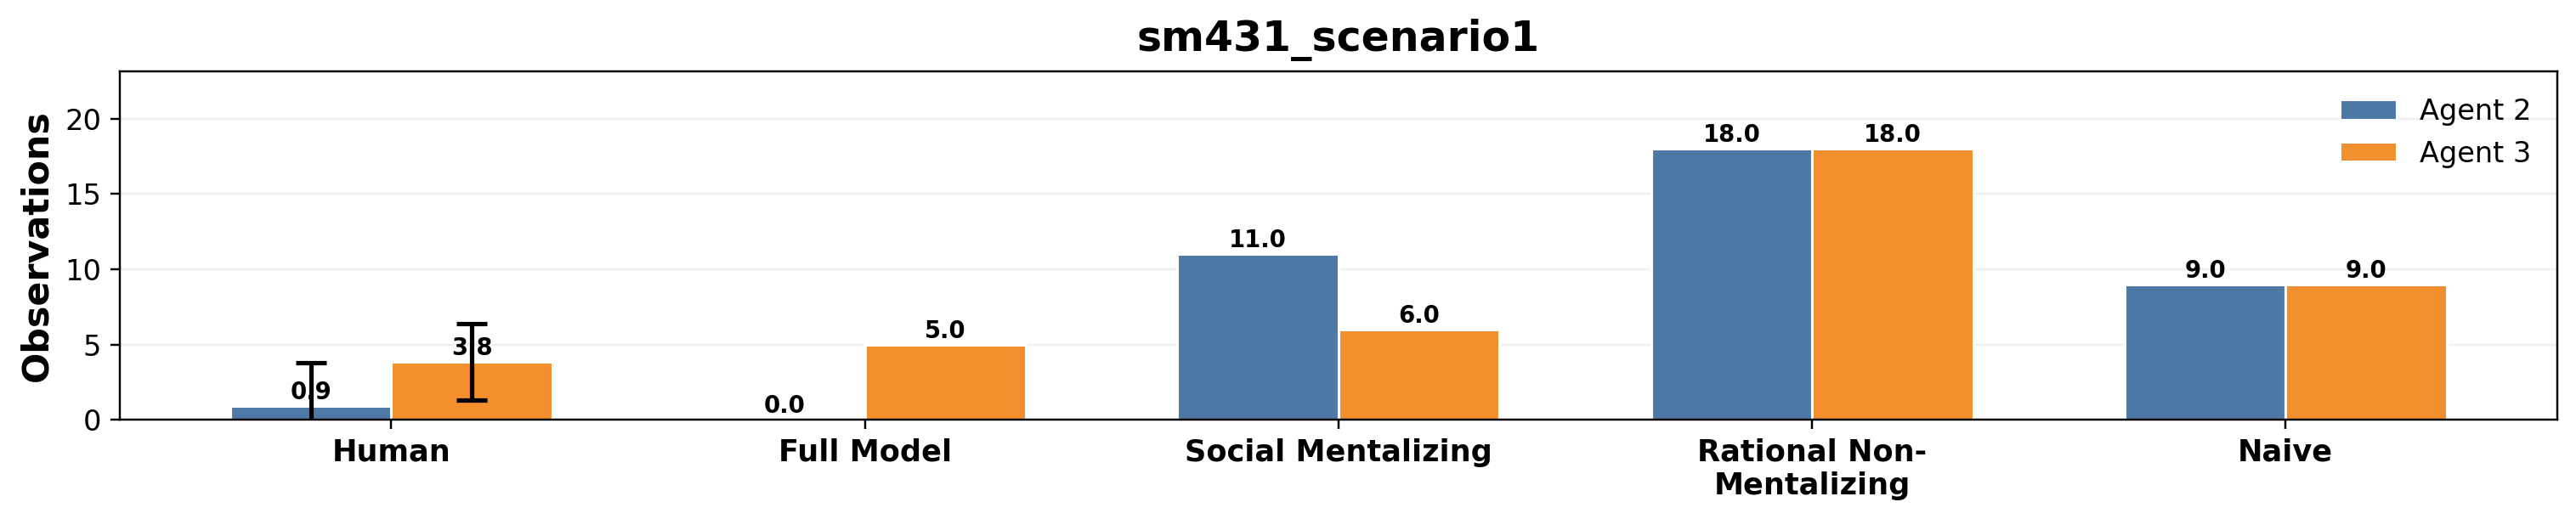 sm431_scenario1
Observations
20
15
10
5
0
0.9
3.8
0.0
5.0
11.0
6.0
18.0
18.0
9.0
9.0
Agent 2
Agent 3
Human
Full Model
Social Mentalizing
Rational Non-
Mentalizing
Naive